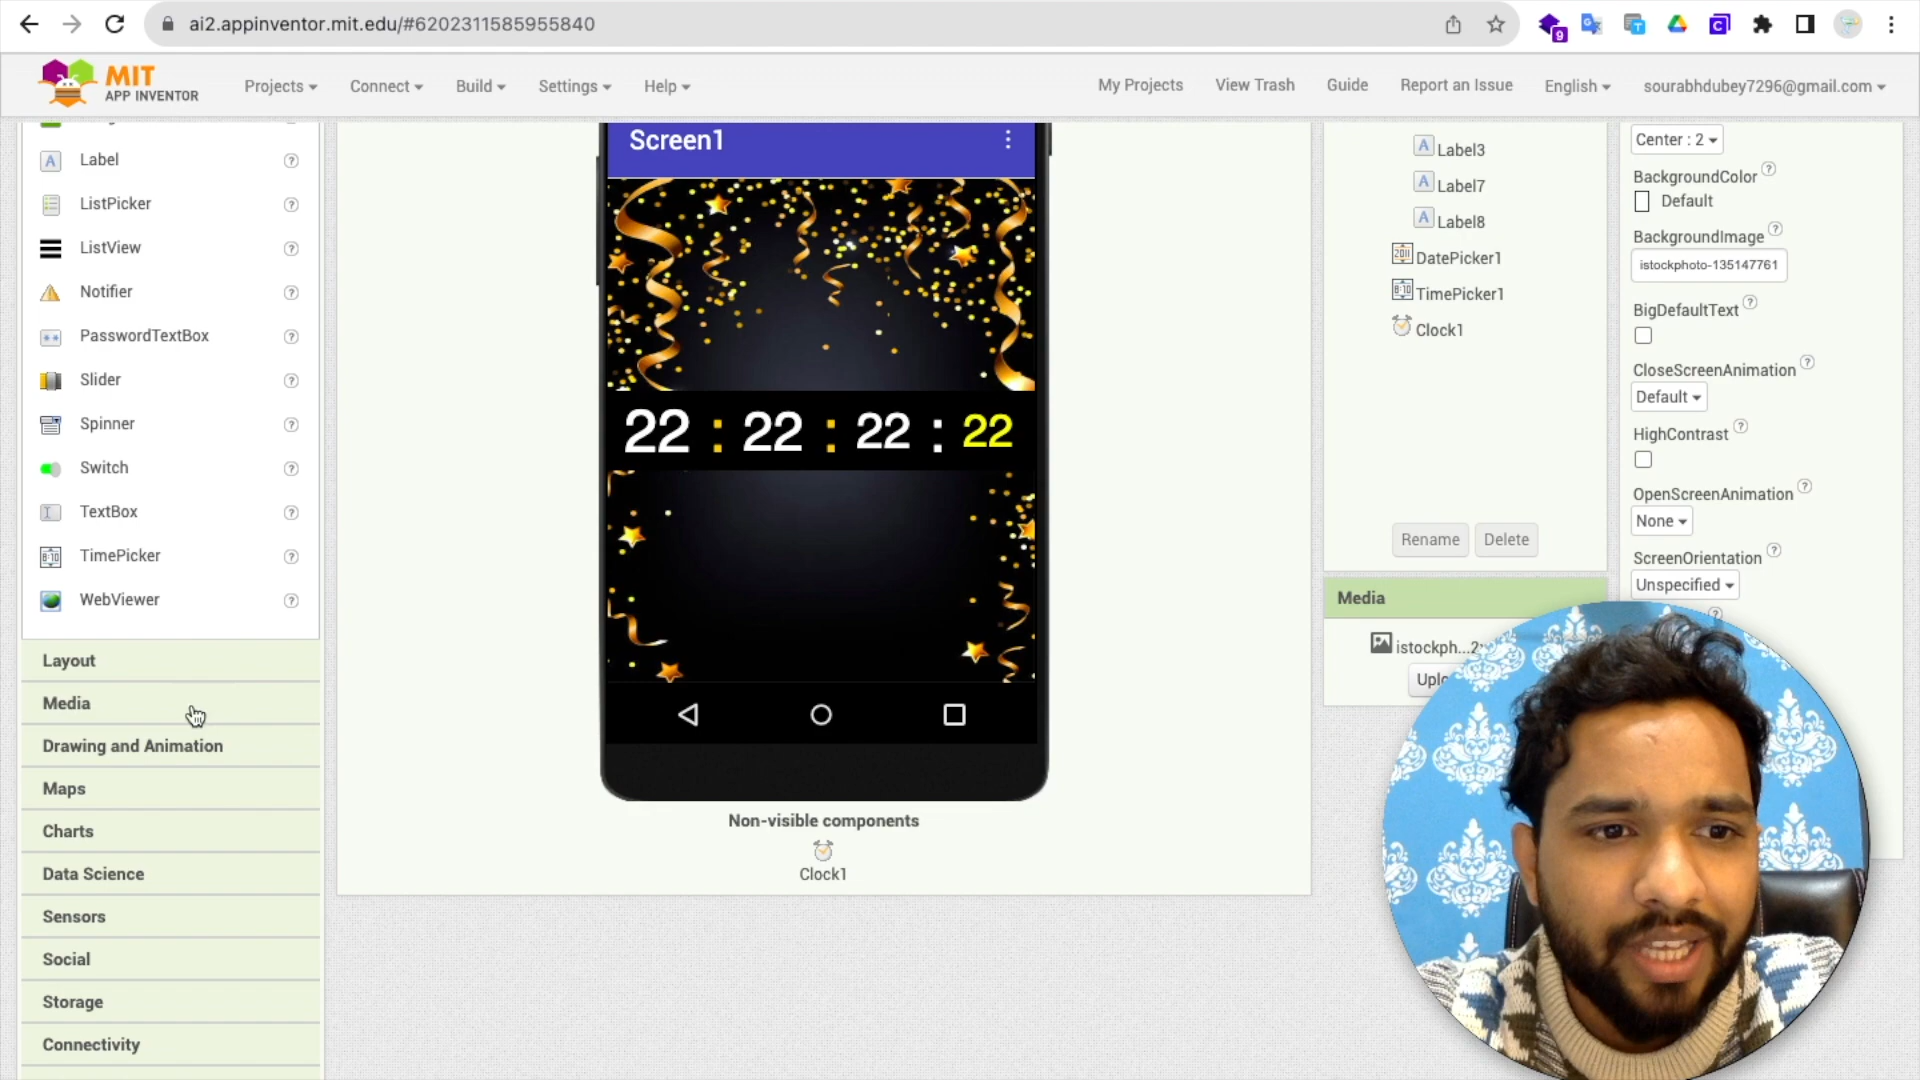 ai2.appinventor.mit.edu/#6202311585955840
9
MIT
APP INVENTOR
Projects
Connect
Build
Settings
Help
My Projects
View Trash
Guide
Report an Issue
English
sourabhdubey7296@gmail.com
Label
ListPicker
ListView
Notifier
PasswordTextBox
Slider
Spinner
Switch
TextBox
TimePicker
WebViewer
Layout
Media
Drawing and Animation
Maps
Charts
Data Science
Sensors
Social
Storage
Connectivity
Screen1
22 : 22 : 22 : 22
Non-visible components
Clock1
Label3
Label7
Label8
DatePicker1
TimePicker1
Clock1
Rename
Delete
Media
istockph...2
Uplo
Center : 2
BackgroundColor
Default
BackgroundImage
istockphoto-135147761
BigDefaultText
CloseScreenAnimation
Default
HighContrast
OpenScreenAnimation
None
ScreenOrientation
Unspecified